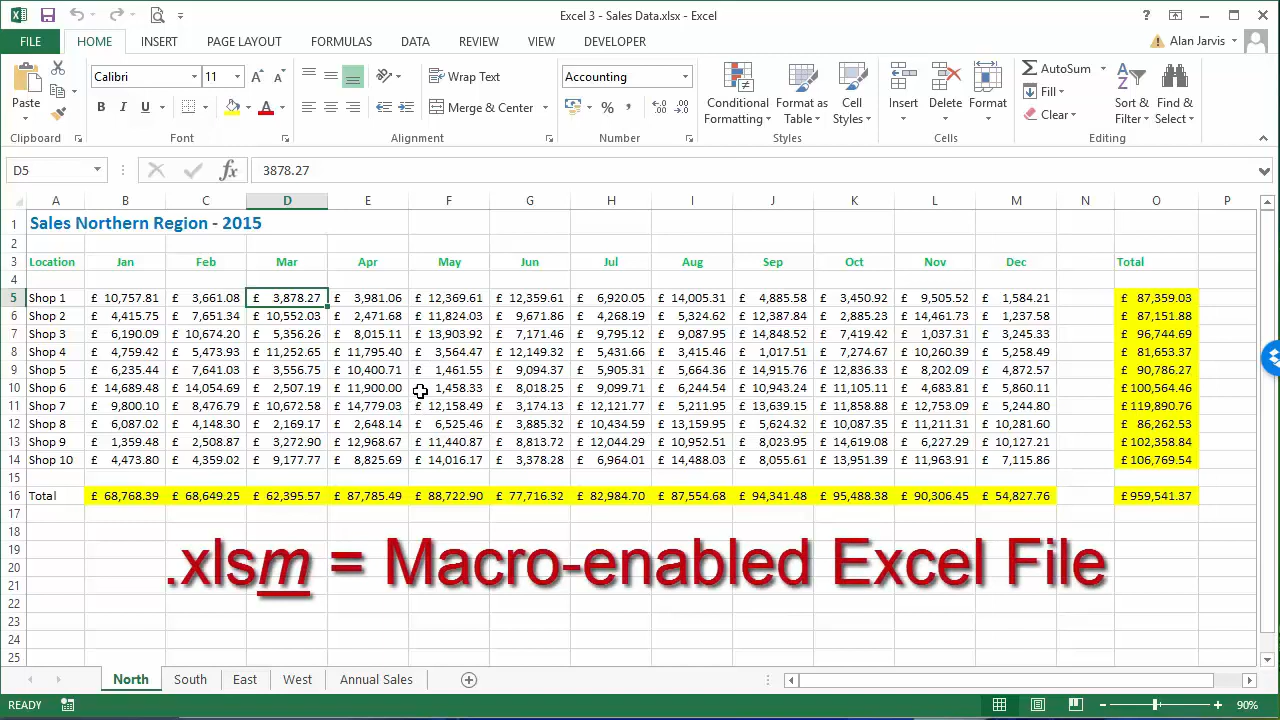 Excel 3 - Sales Data.xlsx - Excel
FILE HOME INSERT PAGE LAYOUT FORMULAS DATA REVIEW VIEW DEVELOPER Alan Jarvis
Calibri 11 Wrap Text Accounting AutoSum
Paste B I U Merge & Center % , Conditional Formatting Format as Table Cell Styles Insert Delete Format Fill Sort & Filter Find & Select
Clear
Clipboard Font Alignment Number Styles Cells Editing
D5 fx 3878.27
A B C D E F G H I J K L M N O P
1 Sales Northern Region - 2015
2
3 Location Jan Feb Mar Apr May Jun Jul Aug Sep Oct Nov Dec Total
4
5 Shop 1 £ 10,757.81 £ 3,661.08 £ 3,878.27 £ 3,981.06 £ 12,369.61 £ 12,359.61 £ 6,920.05 £ 14,005.31 £ 4,885.58 £ 3,450.92 £ 9,505.52 £ 1,584.21 £ 87,359.03
6 Shop 2 £ 4,415.75 £ 7,651.34 £ 10,552.03 £ 2,471.68 £ 11,824.03 £ 9,671.86 £ 4,268.19 £ 5,324.62 £ 12,387.84 £ 2,885.23 £ 14,461.73 £ 1,237.58 £ 87,151.88
7 Shop 3 £ 6,190.09 £ 10,674.20 £ 5,356.26 £ 8,015.11 £ 13,903.92 £ 7,171.46 £ 9,795.12 £ 9,087.95 £ 14,848.52 £ 7,419.42 £ 1,037.31 £ 3,245.33 £ 96,744.69
8 Shop 4 £ 4,759.42 £ 5,473.93 £ 11,252.65 £ 11,795.40 £ 3,564.47 £ 12,149.32 £ 5,431.66 £ 3,415.46 £ 1,017.51 £ 7,274.67 £ 10,260.39 £ 5,258.49 £ 81,653.37
9 Shop 5 £ 6,235.44 £ 7,641.03 £ 3,556.75 £ 10,400.71 £ 1,461.55 £ 9,094.37 £ 5,905.31 £ 5,664.36 £ 14,915.76 £ 12,836.33 £ 8,202.09 £ 4,872.57 £ 90,786.27
10 Shop 6 £ 14,689.48 £ 14,054.69 £ 2,507.19 £ 11,900.00 £ 1,458.33 £ 8,018.25 £ 9,099.71 £ 6,244.54 £ 10,943.24 £ 11,105.11 £ 4,683.81 £ 5,860.11 £ 100,564.46
11 Shop 7 £ 9,800.10 £ 8,476.79 £ 10,672.58 £ 14,779.03 £ 12,158.49 £ 3,174.13 £ 12,121.77 £ 5,211.95 £ 13,639.15 £ 11,858.88 £ 12,753.09 £ 5,244.80 £ 119,890.76
12 Shop 8 £ 6,087.02 £ 4,148.30 £ 2,169.17 £ 2,648.14 £ 6,525.46 £ 3,885.32 £ 10,434.59 £ 13,159.95 £ 5,624.32 £ 10,087.35 £ 11,211.31 £ 10,281.60 £ 86,262.53
13 Shop 9 £ 1,359.48 £ 2,508.87 £ 3,272.90 £ 12,968.67 £ 11,440.87 £ 8,813.72 £ 12,044.29 £ 10,952.51 £ 8,023.95 £ 14,619.08 £ 6,227.29 £ 10,127.21 £ 102,358.84
14 Shop 10 £ 4,473.80 £ 4,359.02 £ 9,177.77 £ 8,825.69 £ 14,016.17 £ 3,378.28 £ 6,964.01 £ 14,488.03 £ 8,055.61 £ 13,951.39 £ 11,963.91 £ 7,115.86 £ 106,769.54
15
16 Total £ 68,768.39 £ 68,649.25 £ 62,395.57 £ 87,785.49 £ 88,722.90 £ 77,716.32 £ 82,984.70 £ 87,554.68 £ 94,341.48 £ 95,488.38 £ 90,306.45 £ 54,827.76 £ 959,541.37
17
18
19
.xlsm = Macro-enabled Excel File
20
21
22
23
24
25
North South East West Annual Sales
READY 90%